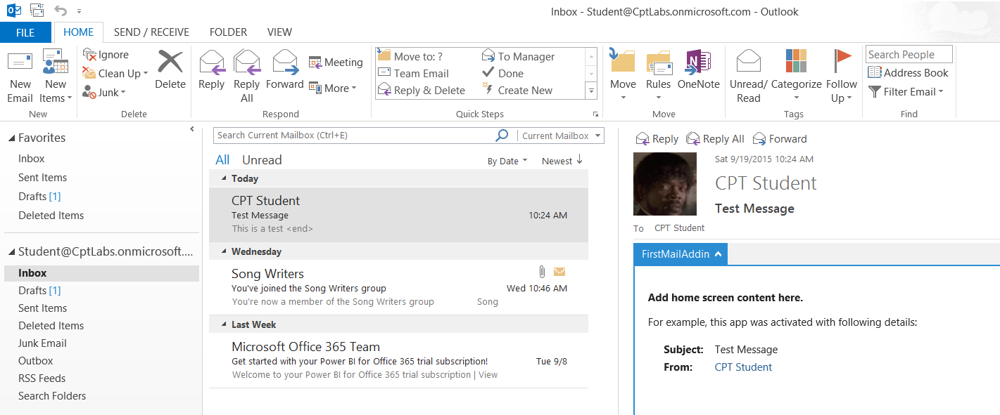 Inbox - Student@CptLabs.onmicrosoft.com - Outlook
FILE HOME SEND / RECEIVE FOLDER VIEW
New Email
New Items
New
Ignore
Clean Up
Junk
Delete
Delete
Reply
Reply All
Forward
Meeting
More
Respond
Move to: ?
Team Email
Reply & Delete
To Manager
Done
Create New
Quick Steps
Move
Rules
OneNote
Move
Unread/ Read
Categorize
Follow Up
Tags
Search People
Address Book
Filter Email
Find
Favorites
Inbox
Sent Items
Drafts [1]
Deleted Items
Student@CptLabs.onmicrosoft....
Inbox
Drafts [1]
Sent Items
Deleted Items
Junk Email
Outbox
RSS Feeds
Search Folders
Search Current Mailbox (Ctrl+E) Current Mailbox
All Unread By Date Newest
Today
CPT Student
Test Message 10:24 AM
This is a test <end>
Wednesday
Song Writers
You've joined the Song Writers group Wed 10:46 AM
You're now a member of the Song Writers group Song
Last Week
Microsoft Office 365 Team
Get started with your Power BI for Office 365 trial subscription! Tue 9/8
Welcome to your Power BI for Office 365 trial subscription | View
Reply Reply All Forward
Sat 9/19/2015 10:24 AM
CPT Student
Test Message
To CPT Student
FirstMailAddin
Add home screen content here.
For example, this app was activated with following details:
Subject: Test Message
From: CPT Student